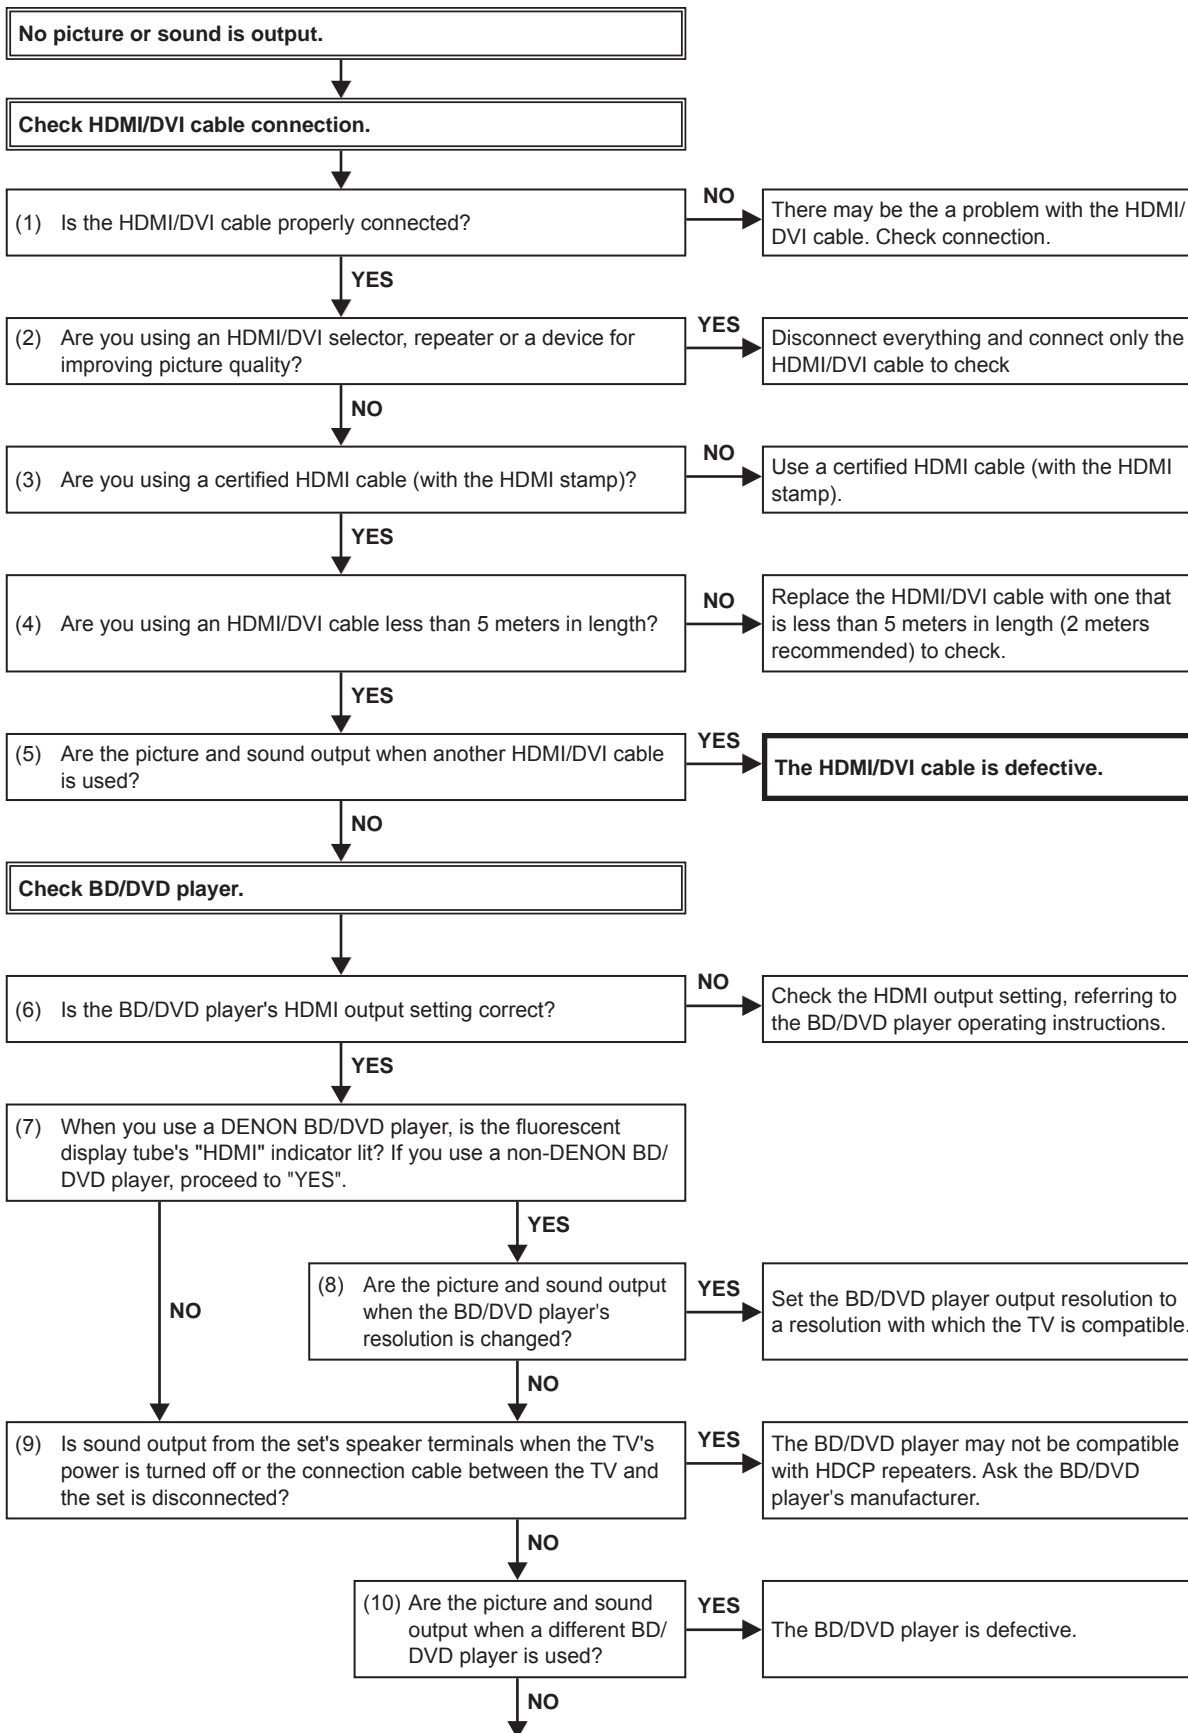 No picture or sound is output.
Check HDMI/DVI cable connection.
(1) Is the HDMI/DVI cable properly connected?
NO
There may be the a problem with the HDMI/
DVI cable. Check connection.
YES
(2) Are you using an HDMI/DVI selector, repeater or a device for
improving picture quality?
YES
Disconnect everything and connect only the
HDMI/DVI cable to check
NO
(3) Are you using a certified HDMI cable (with the HDMI stamp)?
NO
Use a certified HDMI cable (with the HDMI
stamp).
YES
(4) Are you using an HDMI/DVI cable less than 5 meters in length?
NO
Replace the HDMI/DVI cable with one that
is less than 5 meters in length (2 meters
recommended) to check.
YES
(5) Are the picture and sound output when another HDMI/DVI cable
is used?
YES
The HDMI/DVI cable is defective.
NO
Check BD/DVD player.
(6) Is the BD/DVD player's HDMI output setting correct?
NO
Check the HDMI output setting, referring to
the BD/DVD player operating instructions.
YES
(7) When you use a DENON BD/DVD player, is the fluorescent
display tube's "HDMI" indicator lit? If you use a non-DENON BD/
DVD player, proceed to "YES".
YES
NO
(8) Are the picture and sound output
when the BD/DVD player's
resolution is changed?
YES
Set the BD/DVD player output resolution to
a resolution with which the TV is compatible.
NO
(9) Is sound output from the set's speaker terminals when the TV's
power is turned off or the connection cable between the TV and
the set is disconnected?
YES
The BD/DVD player may not be compatible
with HDCP repeaters. Ask the BD/DVD
player's manufacturer.
NO
(10) Are the picture and sound
output when a different BD/
DVD player is used?
YES
The BD/DVD player is defective.
NO